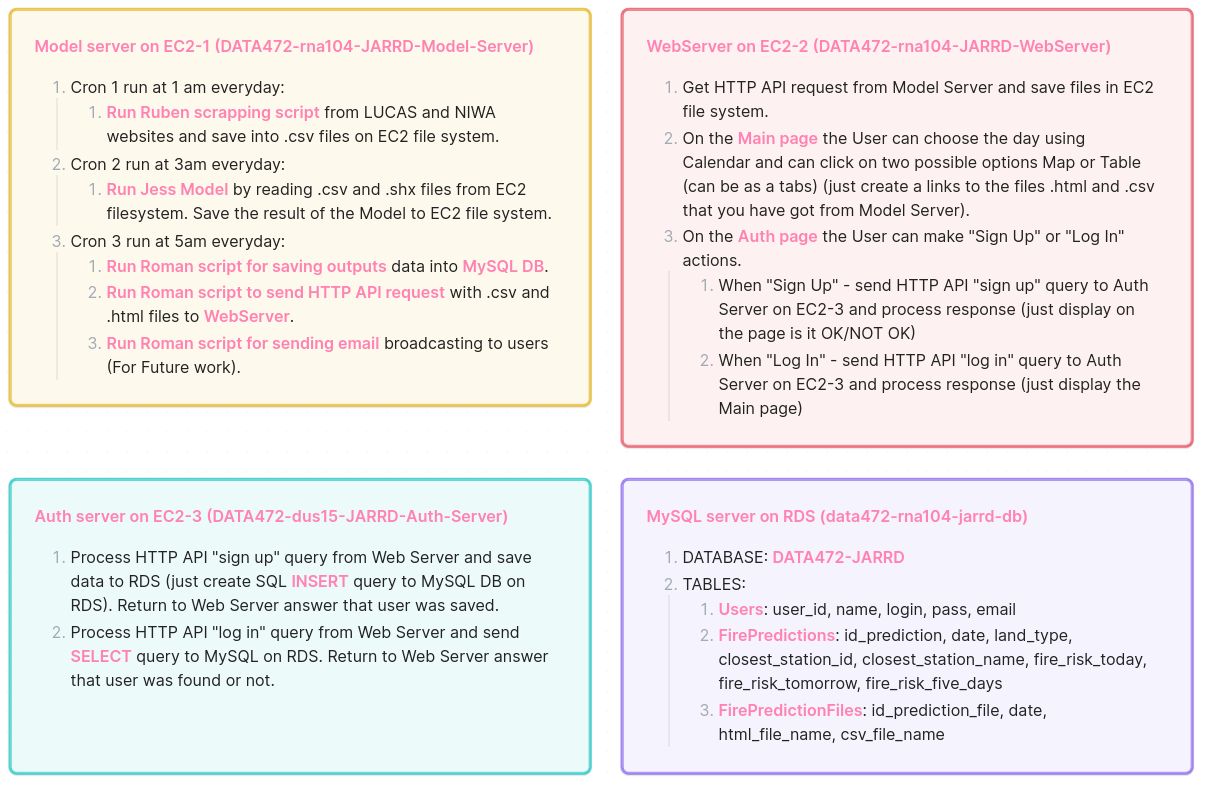 Model server on EC2-1 (DATA472-rna104-JARRD-Model-Server)
1. Cron 1 run at 1 am everyday:
1. Run Ruben scrapping script from LUCAS and NIWA
websites and save into .csv files on EC2 file system.
2. Cron 2 run at 3am everyday:
1. Run Jess Model by reading .csv and .shx files from EC2
filesystem. Save the result of the Model to EC2 file system.
3. Cron 3 run at 5am everyday:
1. Run Roman script for saving outputs data into MySQL DB.
2. Run Roman script to send HTTP API request with .csv and
.html files to WebServer.
3. Run Roman script for sending email broadcasting to users
(For Future work).
WebServer on EC2-2 (DATA472-rna104-JARRD-WebServer)
1. Get HTTP API request from Model Server and save files in EC2
file system.
2. On the Main page the User can choose the day using
Calendar and can click on two possible options Map or Table
(can be as a tabs) (just create a links to the files .html and .csv
that you have got from Model Server).
3. On the Auth page the User can make "Sign Up" or "Log In"
actions.
1. When "Sign Up" - send HTTP API "sign up" query to Auth
Server on EC2-3 and process response (just display on
the page is it OK/NOT OK)
2. When "Log In" - send HTTP API "log in" query to Auth
Server on EC2-3 and process response (just display the
Main page)
Auth server on EC2-3 (DATA472-dus15-JARRD-Auth-Server)
1. Process HTTP API "sign up" query from Web Server and save
data to RDS (just create SQL INSERT query to MySQL DB on
RDS). Return to Web Server answer that user was saved.
2. Process HTTP API "log in" query from Web Server and send
SELECT query to MySQL on RDS. Return to Web Server answer
that user was found or not.
MySQL server on RDS (data472-rna104-jarrd-db)
1. DATABASE: DATA472-JARRD
2. TABLES:
1. Users: user_id, name, login, pass, email
2. FirePredictions: id_prediction, date, land_type,
closest_station_id, closest_station_name, fire_risk_today,
fire_risk_tomorrow, fire_risk_five_days
3. FirePredictionFiles: id_prediction_file, date,
html_file_name, csv_file_name